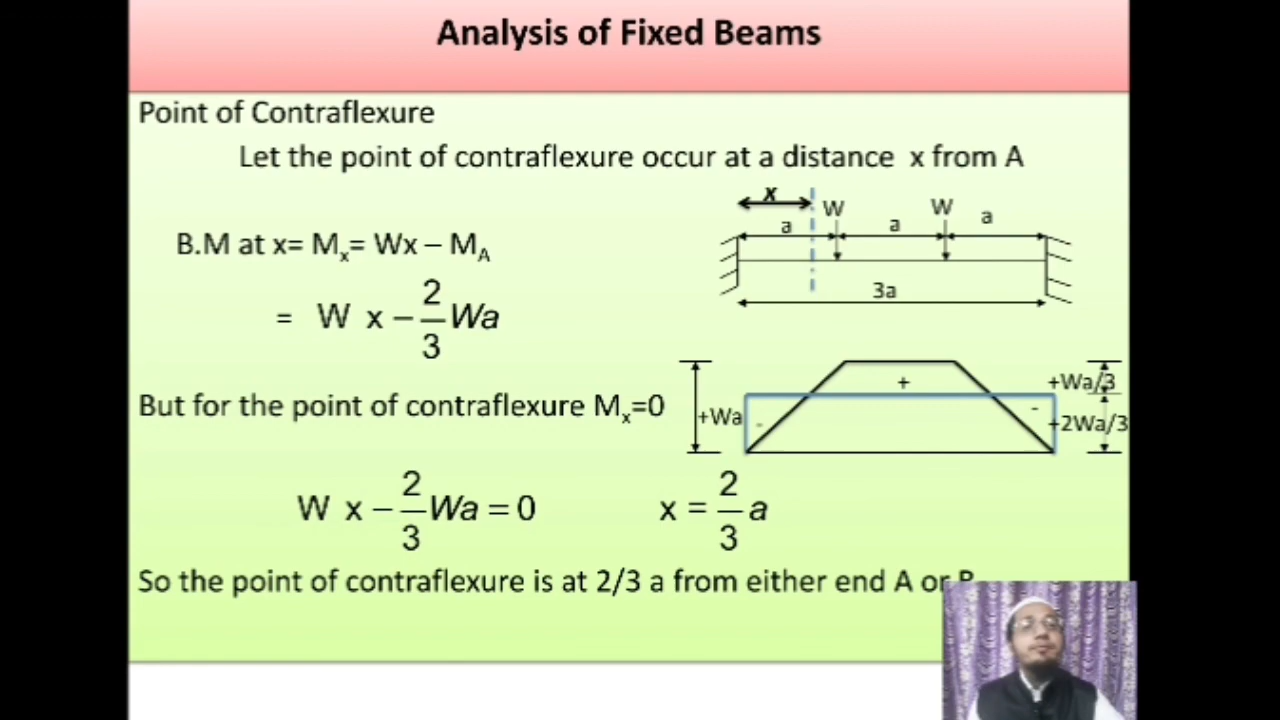 Analysis of Fixed Beams
Point of Contraflexure
Let the point of contraflexure occur at a distance x from A
x
W
W
a
a
a
3a
B.M at x= Mₓ= Wx – M_A
= W x − 2/3 Wa
But for the point of contraflexure Mₓ=0
+Wa
-
+
-
+Wa/3
+2Wa/3
W x − 2/3 Wa = 0
x = 2/3 a
So the point of contraflexure is at 2/3 a from either end A or